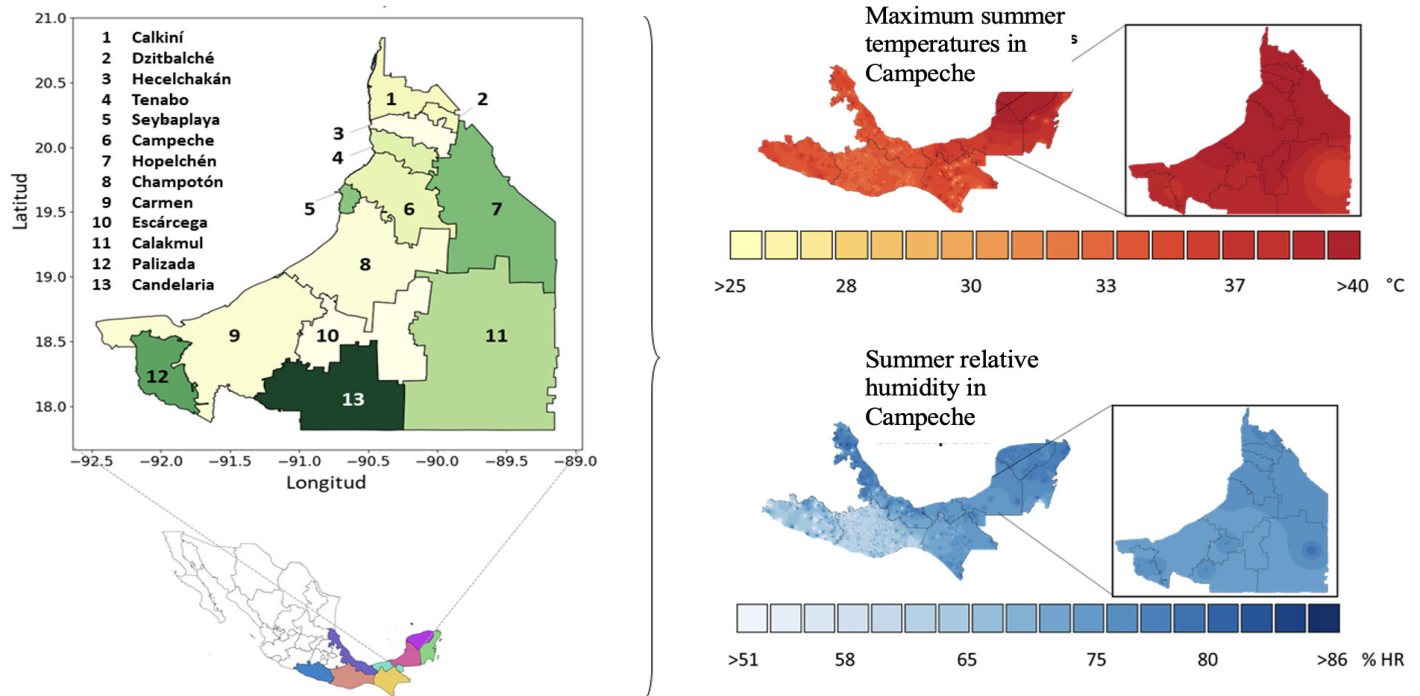 21.0
20.5
20.0
19.5
19.0
18.5
18.0
Latitud
1 Calkiní
2 Dzitbalché
3 Hecelchakán
4 Tenabo
5 Seybaplaya
6 Campeche
7 Hopelchén
8 Champotón
9 Carmen
10 Escárcega
11 Calakmul
12 Palizada
13 Candelaria
1
2
3
4
5
6
7
8
9
10
11
12
13
−92.5 −92.0 −91.5 −91.0 −90.5 −90.0 −89.5 −89.0
Longitud
Maximum summer
temperatures in
Campeche
s
>25 28 30 33 37 >40 °C
Summer relative
humidity in
Campeche
>51 58 65 75 80 >86 % HR